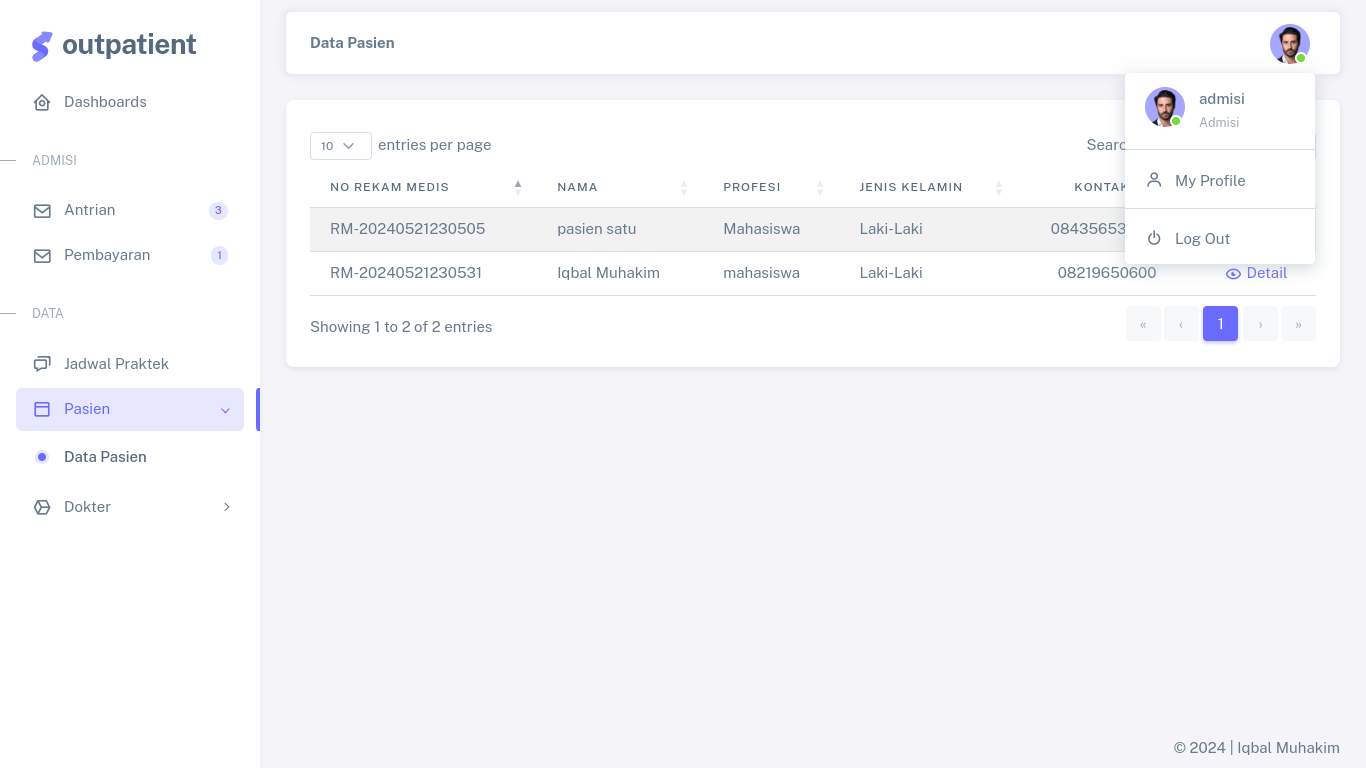 outpatient
Dashboards
ADMISI
Antrian 3
Pembayaran 1
DATA
Jadwal Praktek
Pasien
Data Pasien
Dokter
Data Pasien
admisi
Admisi
My Profile
Log Out
10 entries per page
NO REKAM MEDIS NAMA PROFESI JENIS KELAMIN
RM-20240521230505 pasien satu Mahasiswa Laki-Laki
RM-20240521230531 Iqbal Muhakim mahasiswa Laki-Laki 08219650600 Detail
Showing 1 to 2 of 2 entries
« ‹ 1 › »
© 2024 | Iqbal Muhakim